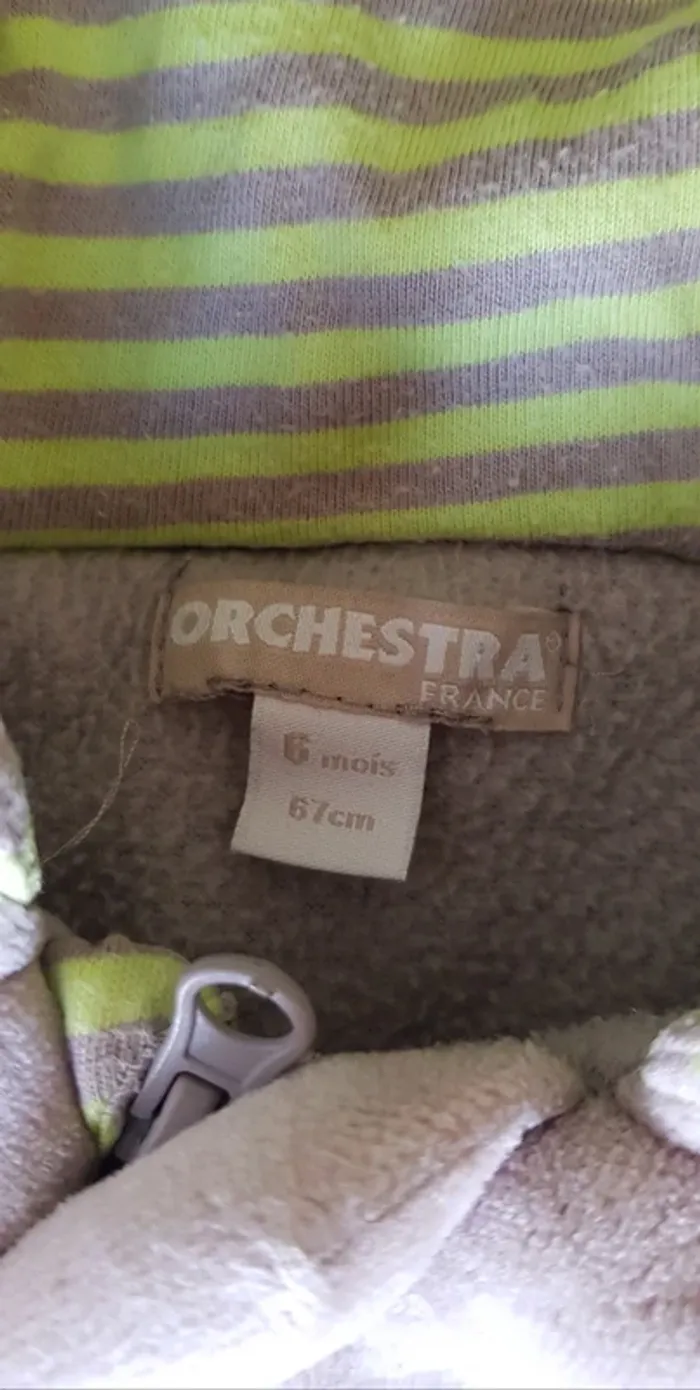 ORCHESTRA®
FRANCE
6 mois
67cm